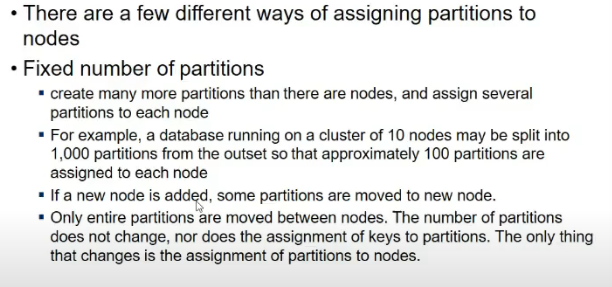 • There are a few different ways of assigning partitions to
nodes
• Fixed number of partitions
▪ create many more partitions than there are nodes, and assign several
partitions to each node
▪ For example, a database running on a cluster of 10 nodes may be split into
1,000 partitions from the outset so that approximately 100 partitions are
assigned to each node
▪ If a new node is added, some partitions are moved to new node.
▪ Only entire partitions are moved between nodes. The number of partitions
does not change, nor does the assignment of keys to partitions. The only thing
that changes is the assignment of partitions to nodes.